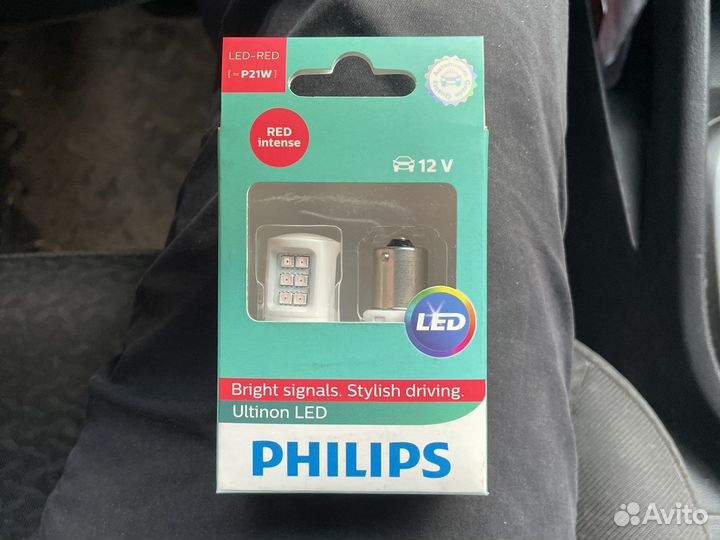 LED-RED
[≈ P21W]
RED
intense
12 V
LED
Bright signals. Stylish driving.
Ultinon LED
PHILIPS
Avito